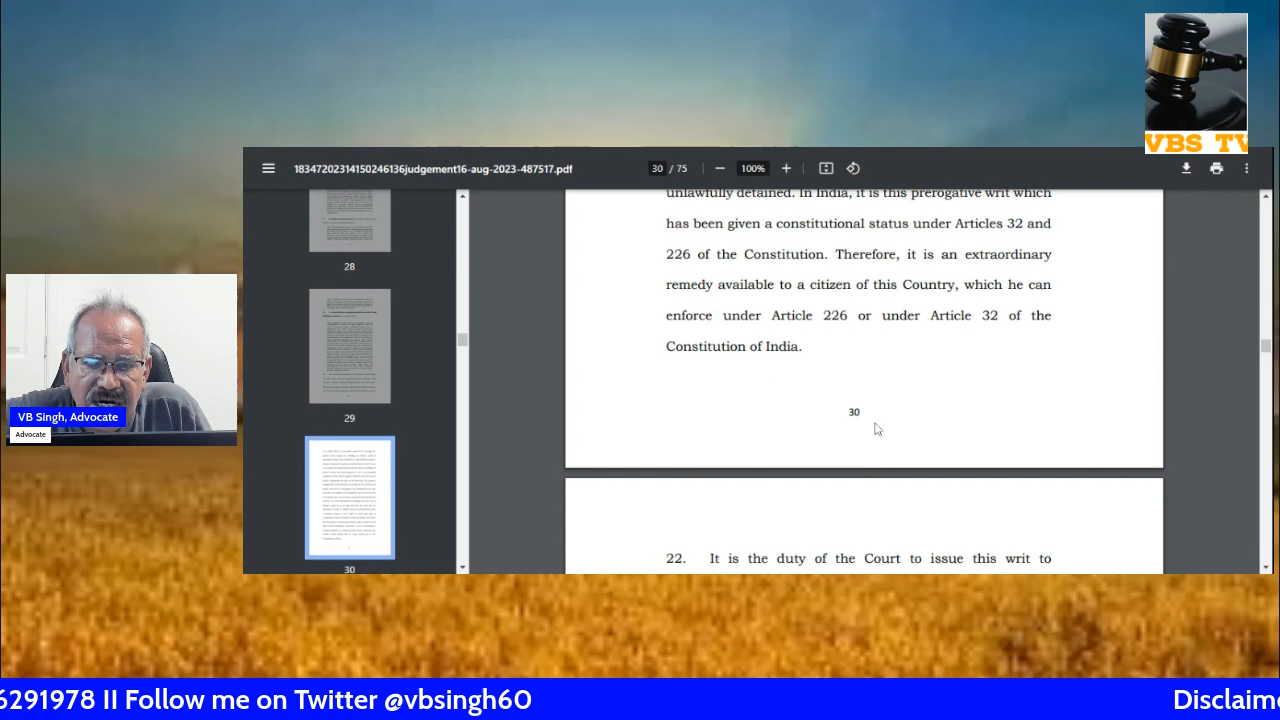 VBS TV
18347202314150246136judgement16-aug-2023-487517.pdf
30 / 75
100%
unlawfully detained. In India, it is this prerogative writ which
has been given a constitutional status under Articles 32 and
226 of the Constitution. Therefore, it is an extraordinary
remedy available to a citizen of this Country, which he can
enforce under Article 226 or under Article 32 of the
Constitution of India.
30
22. It is the duty of the Court to issue this writ to
28
29
30
VB Singh, Advocate
Advocate
6291978 II Follow me on Twitter @vbsingh60
Disclaime